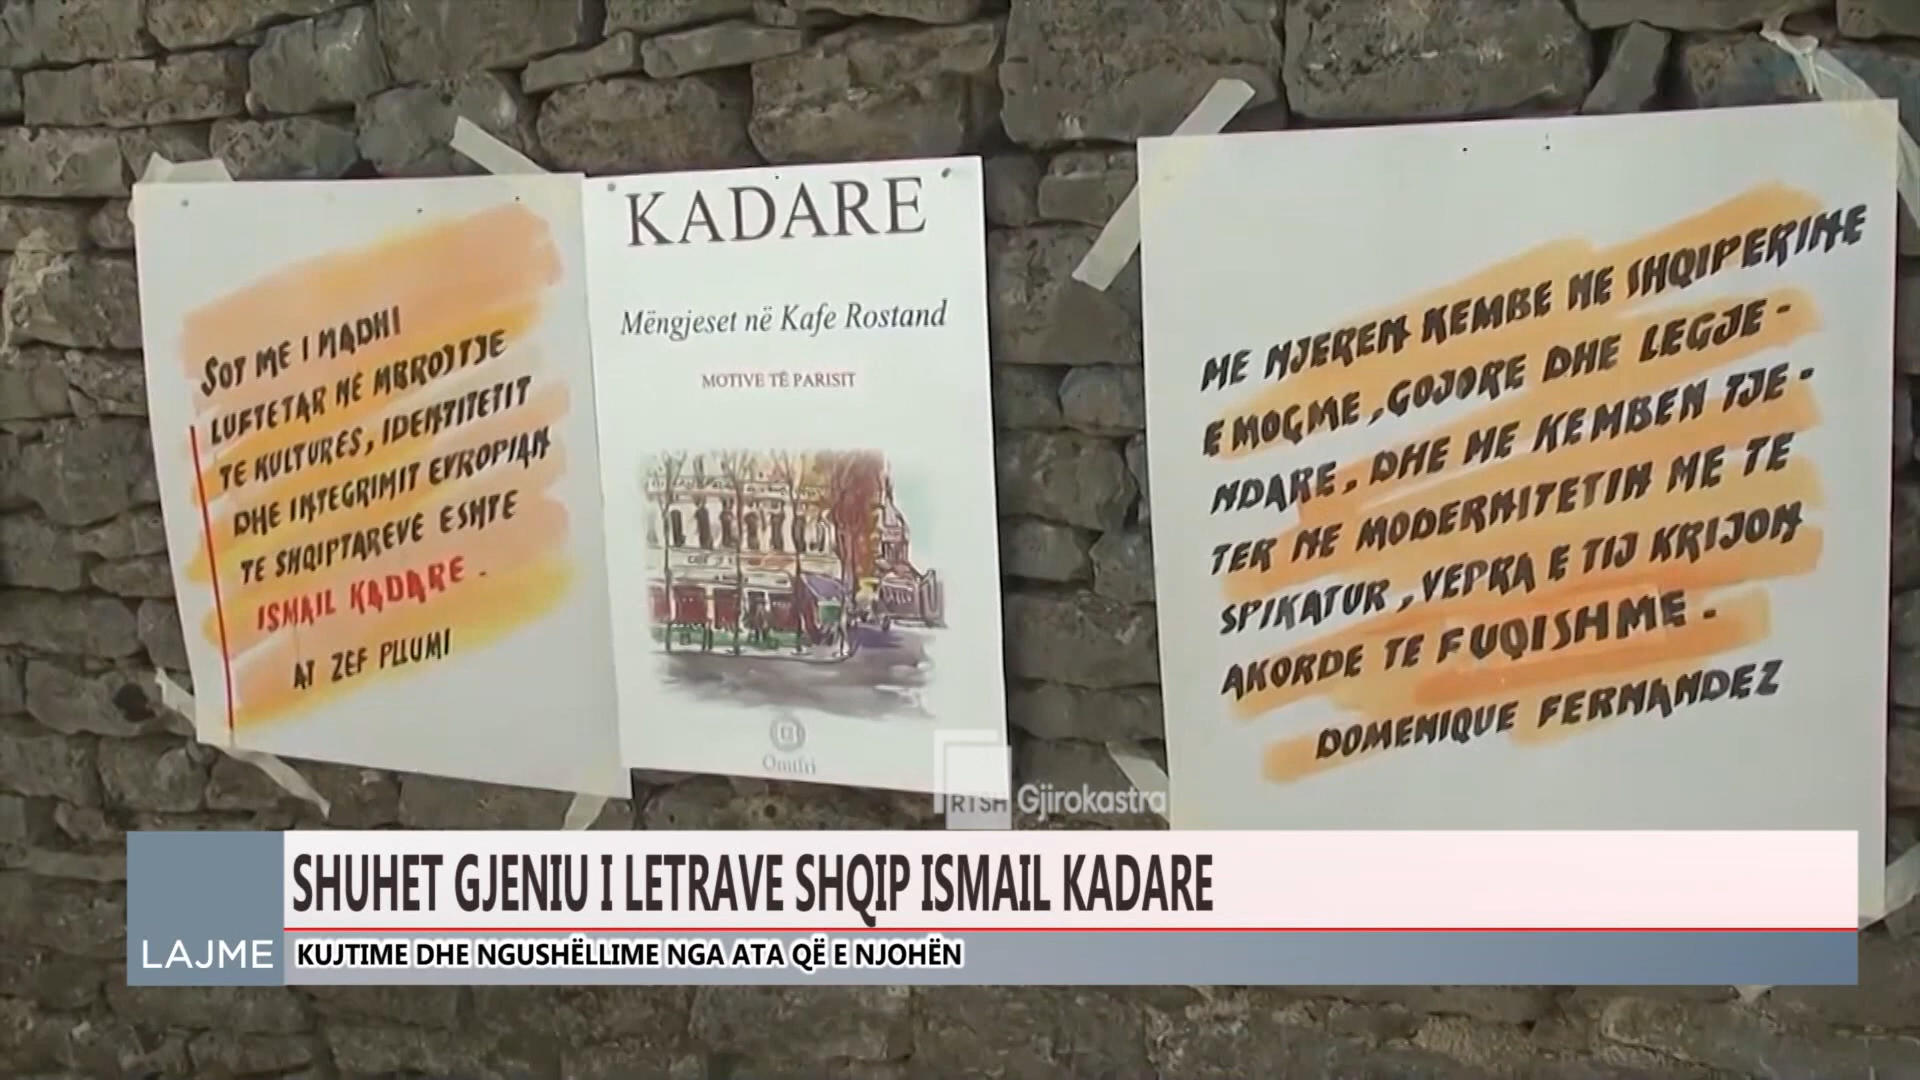 SOT ME I MADHI
LUFTETAR NE MBROJTJE
TE KULTURES, IDENTITETIT
DHE INTEGRIMIT EVROPIAN
TE SHQIPTAREVE ESHTE
ISMAIL KADARE.
AT ZEF PLLUMI
KADARE
Mëngjeset në Kafe Rostand
MOTIVE TË PARISIT
Onufri
ME NJEREN KEMBE NE SHQIPERINE
E MOÇME, GOJORE DHE LEGJE-
NDARE, DHE ME KEMBEN TJE-
TER NE MODERNITETIN ME TE
SPIKATUR, VEPRA E TIJ KRIJON
AKORDE TE FUQISHME.
DOMENIQUE FERNANDEZ
RTSH Gjirokastra
SHUHET GJENIU I LETRAVE SHQIP ISMAIL KADARE
LAJME
KUJTIME DHE NGUSHËLLIME NGA ATA QË E NJOHËN